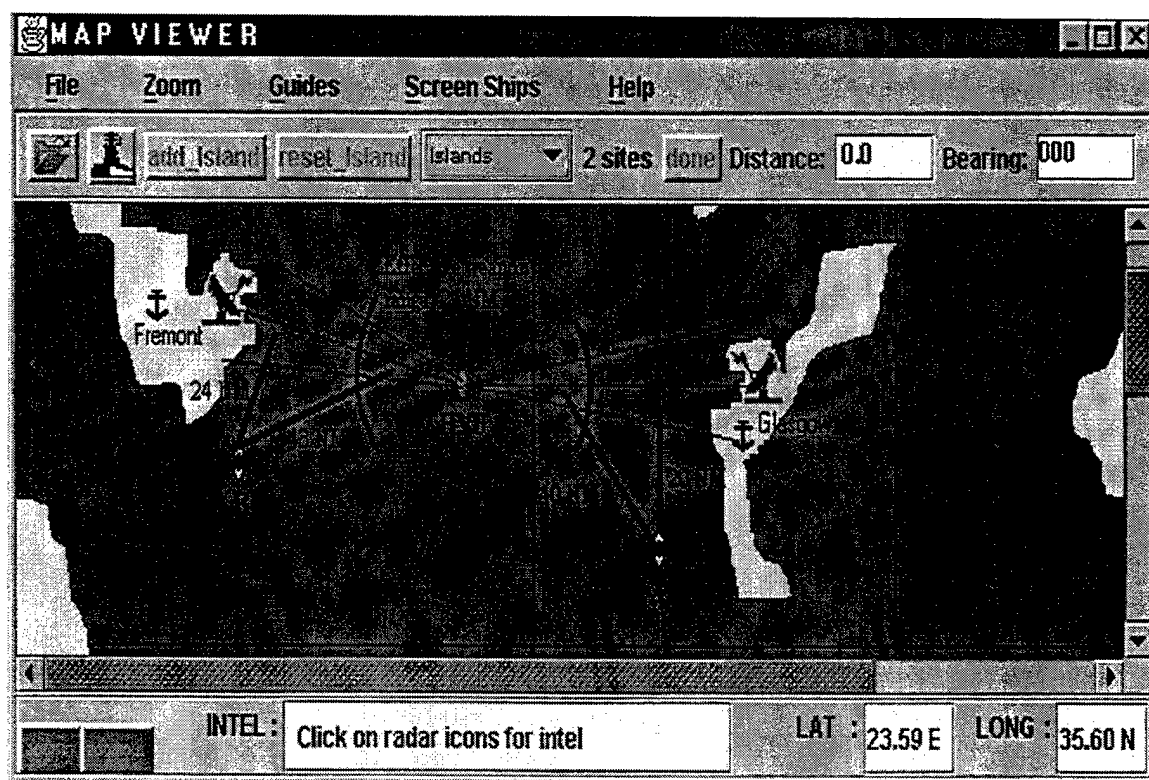 MAP VIEWER
File Zoom Guides Screen Ships Help
add_Island reset_Island Islands 2 sites done Distance: 0.0 Bearing: 000
Fremont
24
INTEL : Click on radar icons for intel LAT : 23.59 E LONG : 35.60 N